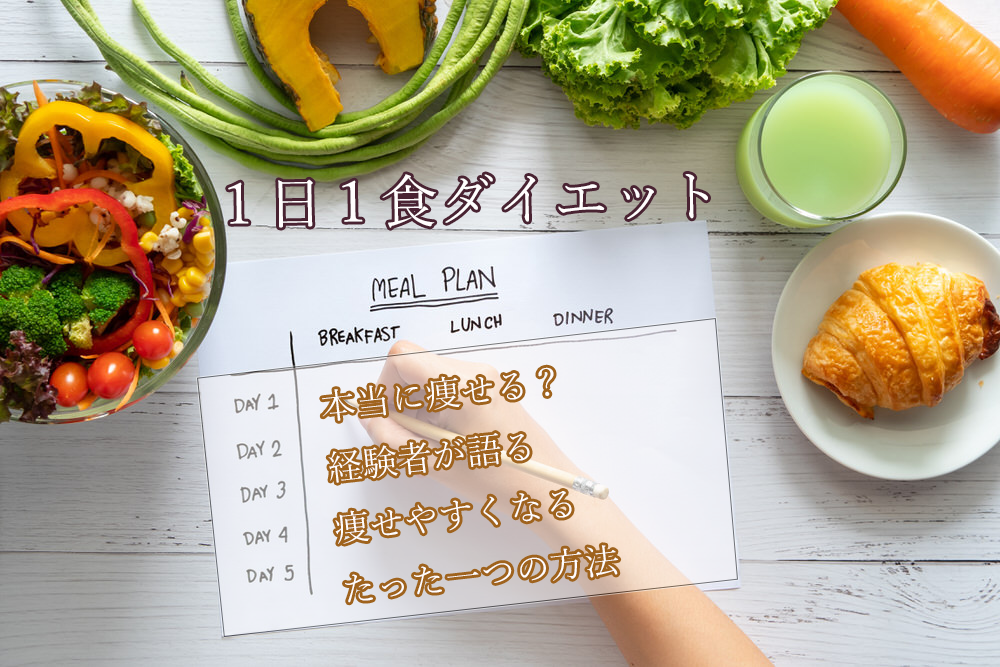 １日１食ダイエット
MEAL PLAN
BREAKFAST LUNCH DINNER
DAY 1
本当に痩せる？
DAY 2
経験者が語る
DAY 3
痩せやすくなる
DAY 4
たった一つの方法
DAY 5